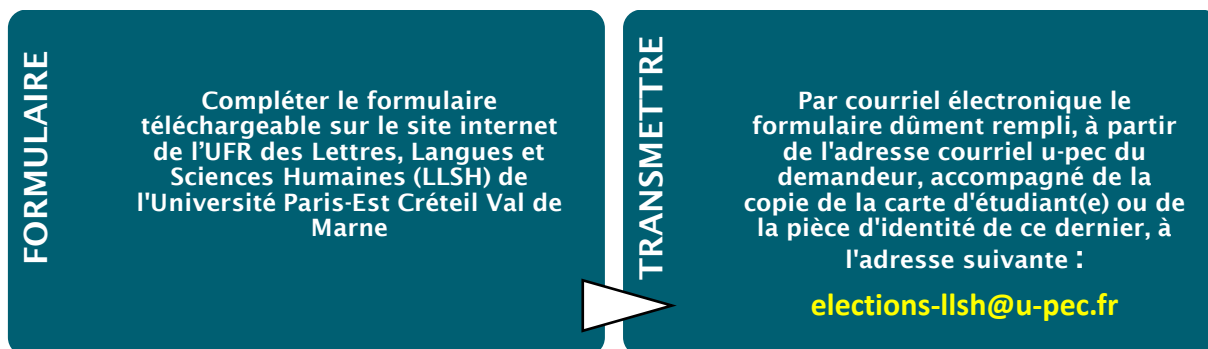 FORMULAIRE
Compléter le formulaire
téléchargeable sur le site internet
de l'UFR des Lettres, Langues et
Sciences Humaines (LLSH) de
l'Université Paris-Est Créteil Val de
Marne
TRANSMETTRE
Par courriel électronique le
formulaire dûment rempli, à partir
de l'adresse courriel u-pec du
demandeur, accompagné de la
copie de la carte d'étudiant(e) ou de
la pièce d'identité de ce dernier, à
l'adresse suivante :
elections-llsh@u-pec.fr